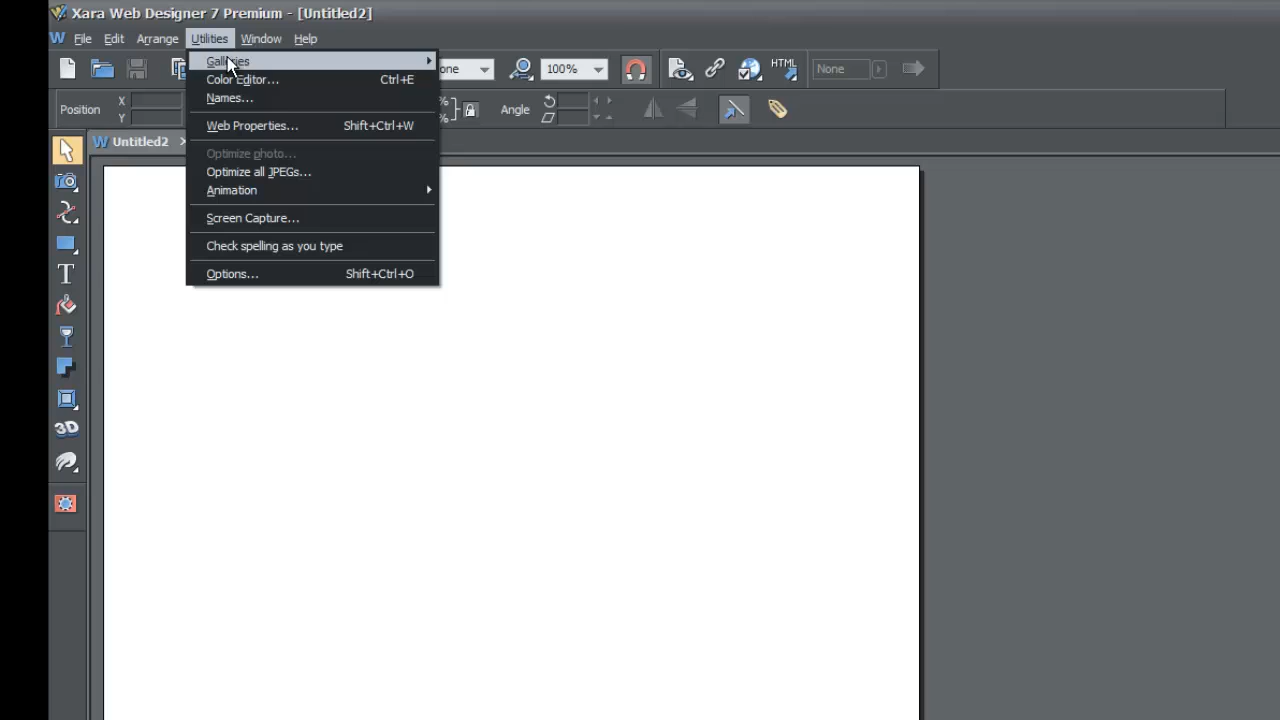 Xara Web Designer 7 Premium - [Untitled2]
File Edit Arrange Utilities Window Help
Galleries
Color Editor... Ctrl+E
Names...
Web Properties... Shift+Ctrl+W
Optimize photo...
Optimize all JPEGs...
Animation
Screen Capture...
Check spelling as you type
Options... Shift+Ctrl+O
100% HTML None
Position X Y % % Angle
Untitled2
T
3D